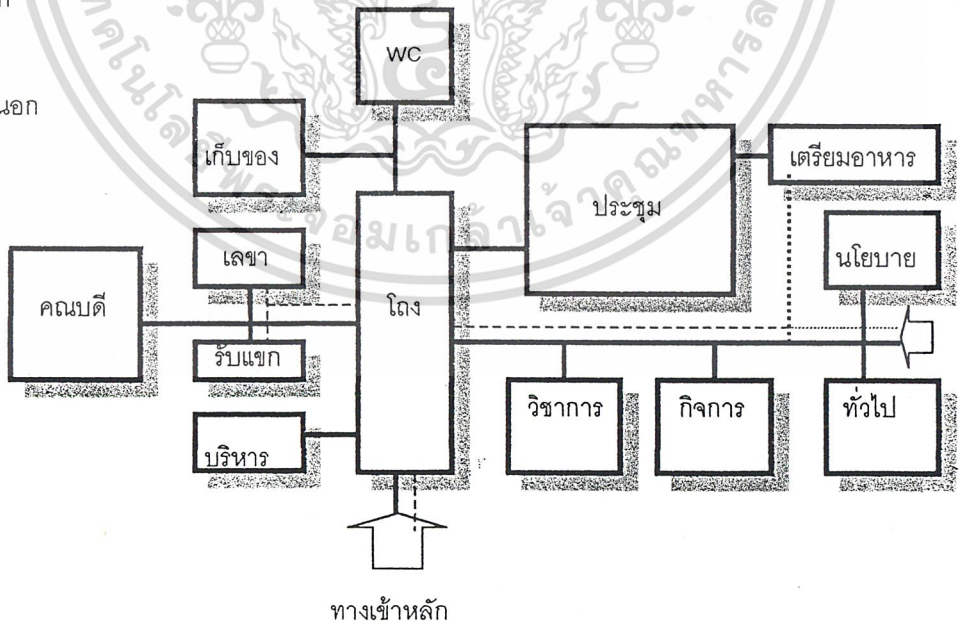 นอก
WC
เก็บของ
ประชุม
เตรียมอาหาร
เลขา
นโยบาย
คณบดี
โถง
รับแขก
วิชาการ
กิจการ
ทั่วไป
บริหาร
ทางเข้าหลัก